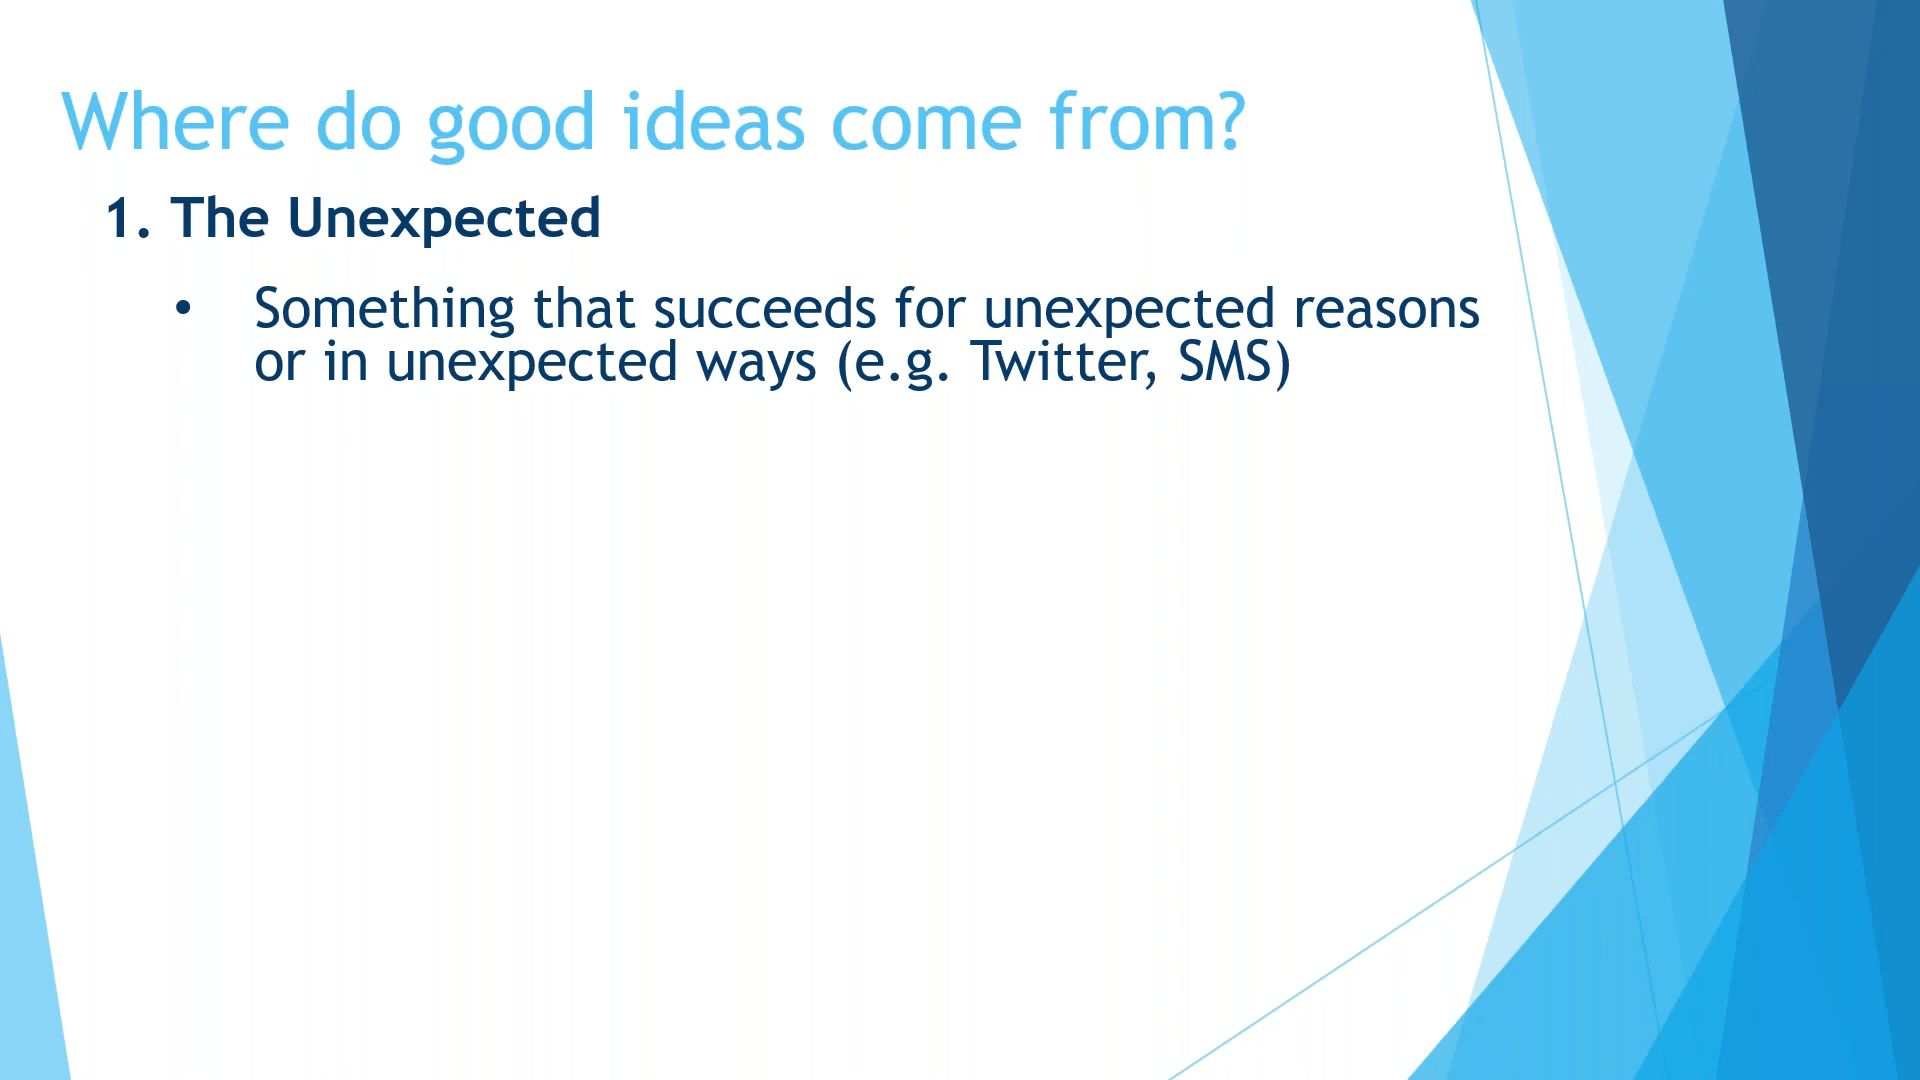 Where do good ideas come from?
1. The Unexpected
• Something that succeeds for unexpected reasons
or in unexpected ways (e.g. Twitter, SMS)